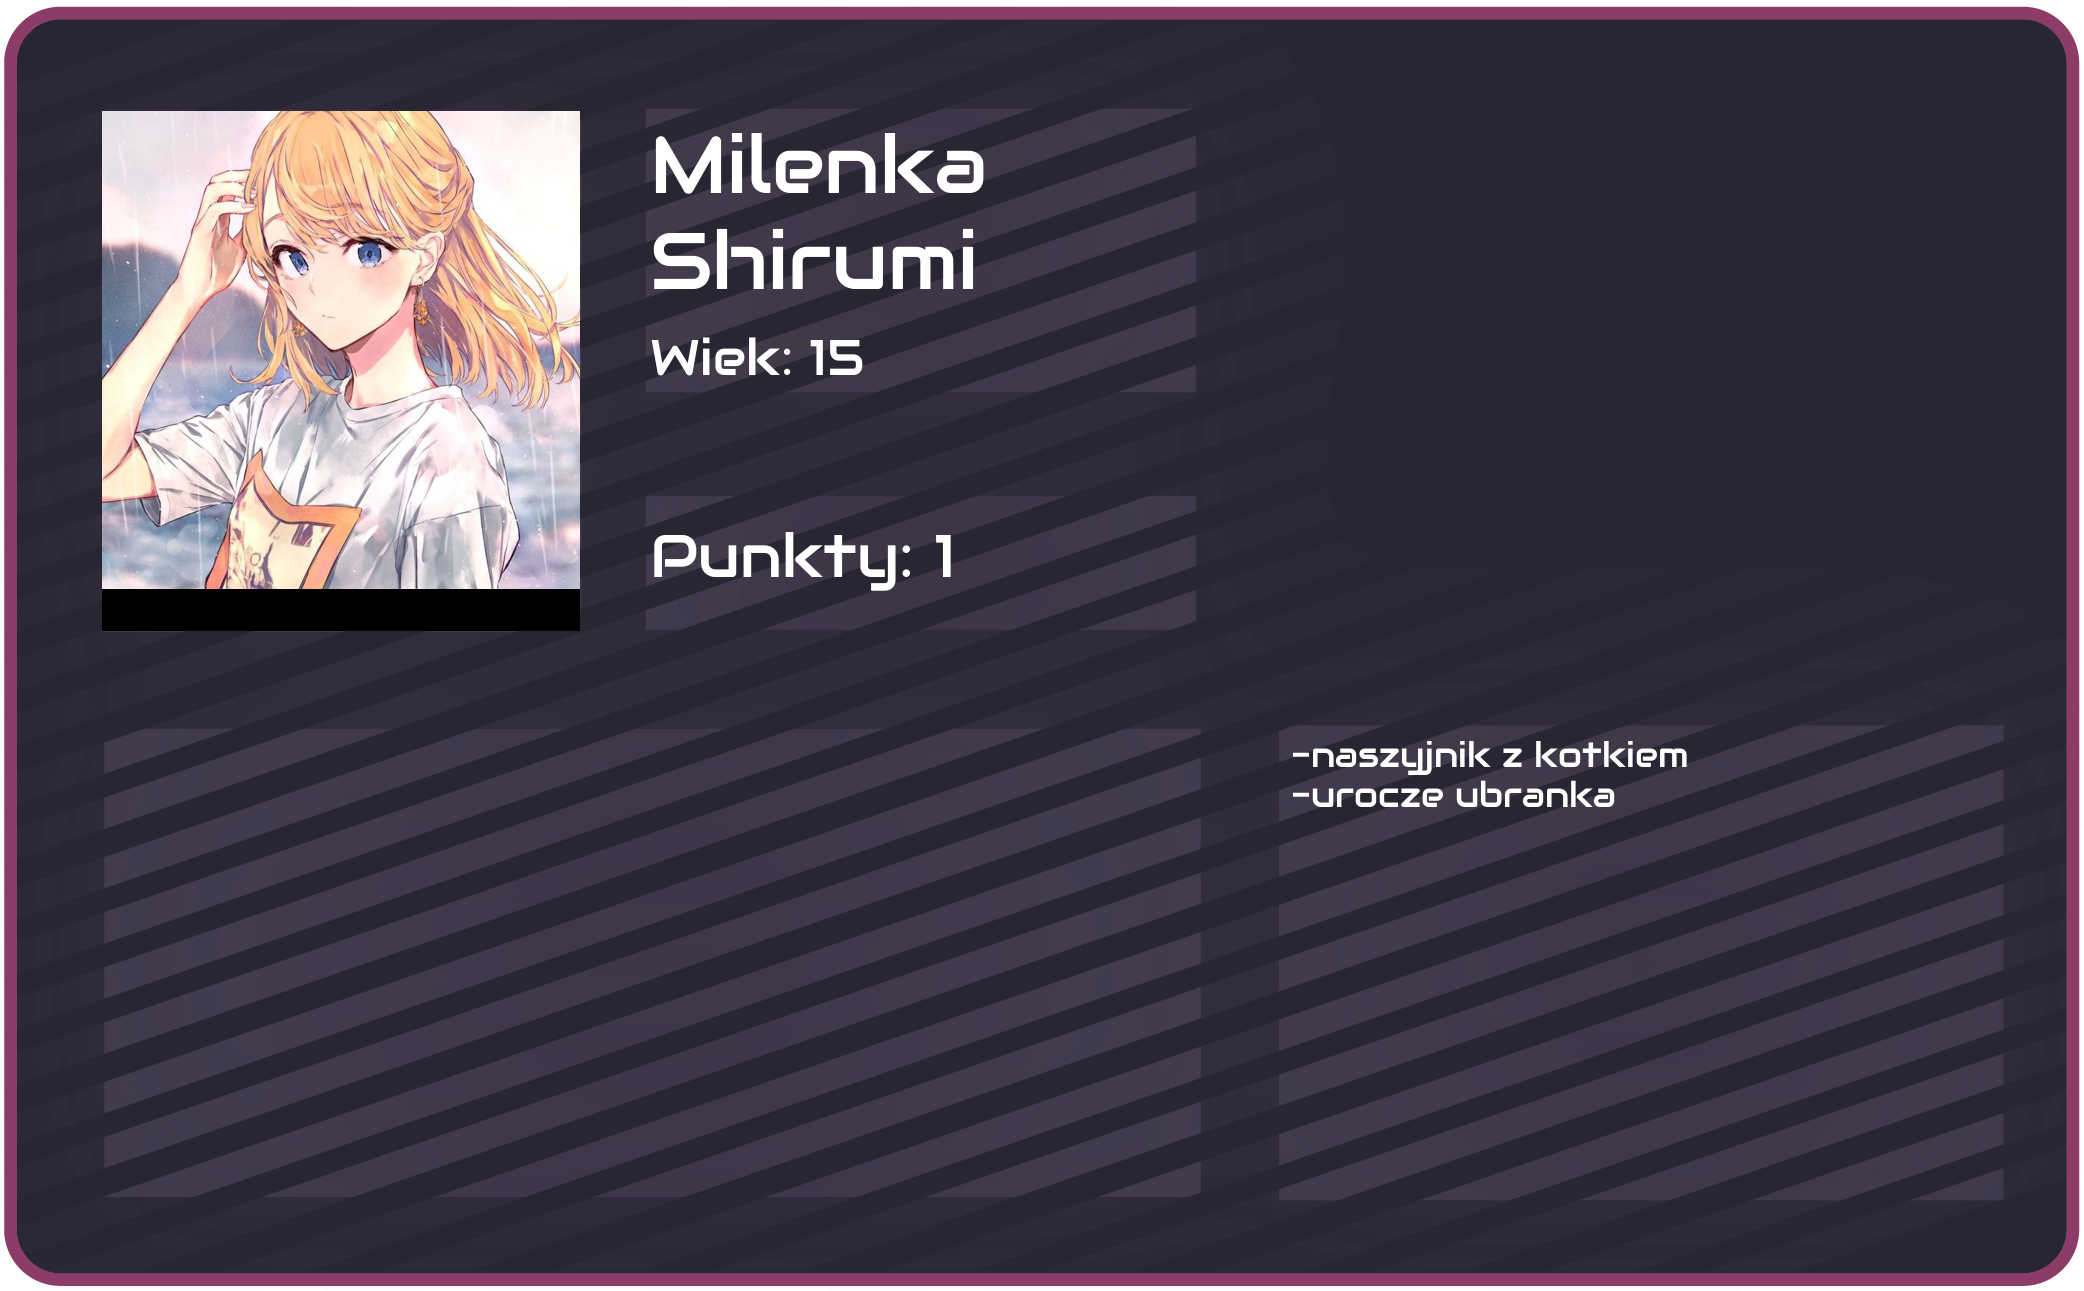 Milenka
Shirumi
Wiek: 15
Punkty: 1
-naszyjnik z kotkiem
-urocze ubranka